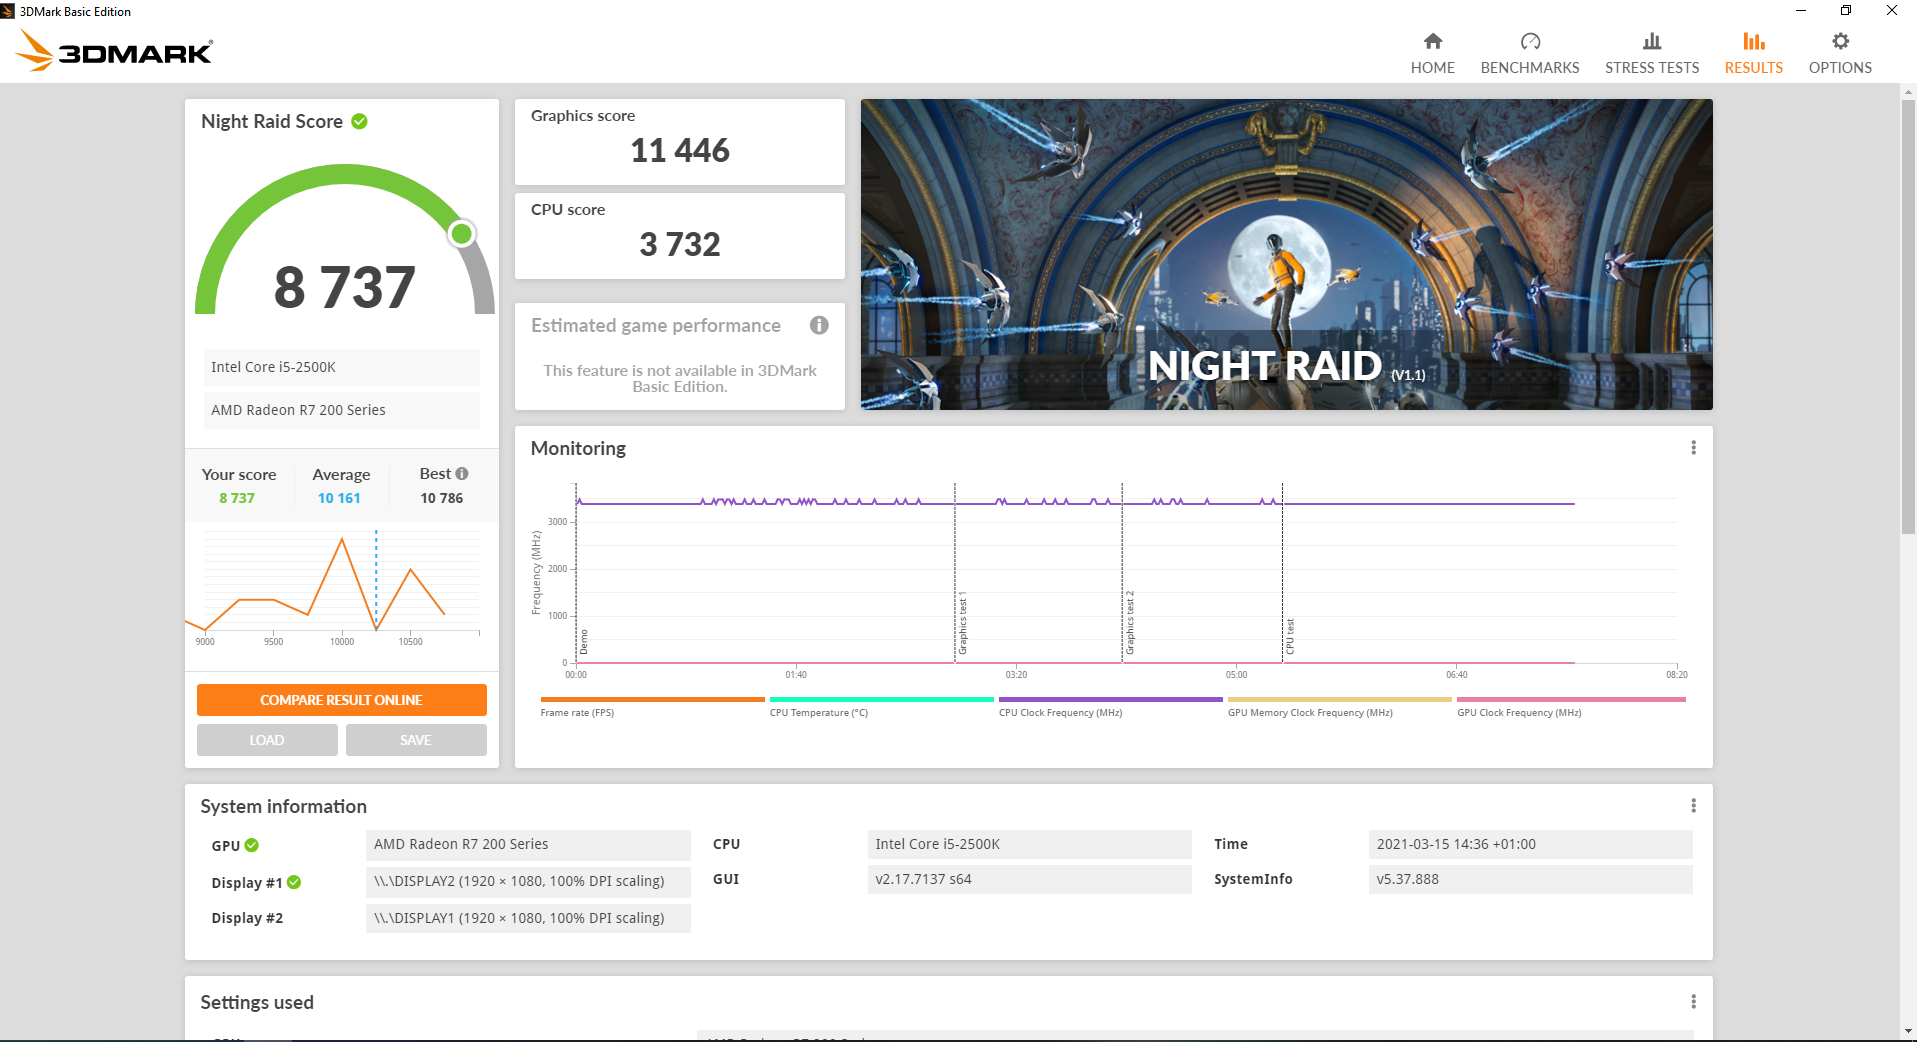 3DMark Basic Edition
3DMARK®
HOME
BENCHMARKS
STRESS TESTS
RESULTS
OPTIONS
Night Raid Score
8 737
Intel Core i5-2500K
AMD Radeon R7 200 Series
Your score
8 737
Average
10 161
Best
10 786
9000 9500 10000 10500
COMPARE RESULT ONLINE
LOAD
SAVE
Graphics score
11 446
CPU score
3 732
Estimated game performance
This feature is not available in 3DMark
Basic Edition.
NIGHT RAID (V1.1)
Monitoring
Frequency (MHz)
3000
2000
1000
0
Demo
Graphics test 1
Graphics test 2
CPU test
00:00 01:40 03:20 05:00 06:40 08:20
Frame rate (FPS)
CPU Temperature (°C)
CPU Clock Frequency (MHz)
GPU Memory Clock Frequency (MHz)
GPU Clock Frequency (MHz)
System information
GPU
AMD Radeon R7 200 Series
Display #1
\\.\DISPLAY2 (1920 × 1080, 100% DPI scaling)
Display #2
\\.\DISPLAY1 (1920 × 1080, 100% DPI scaling)
CPU
Intel Core i5-2500K
GUI
v2.17.7137 s64
Time
2021-03-15 14:36 +01:00
SystemInfo
v5.37.888
Settings used